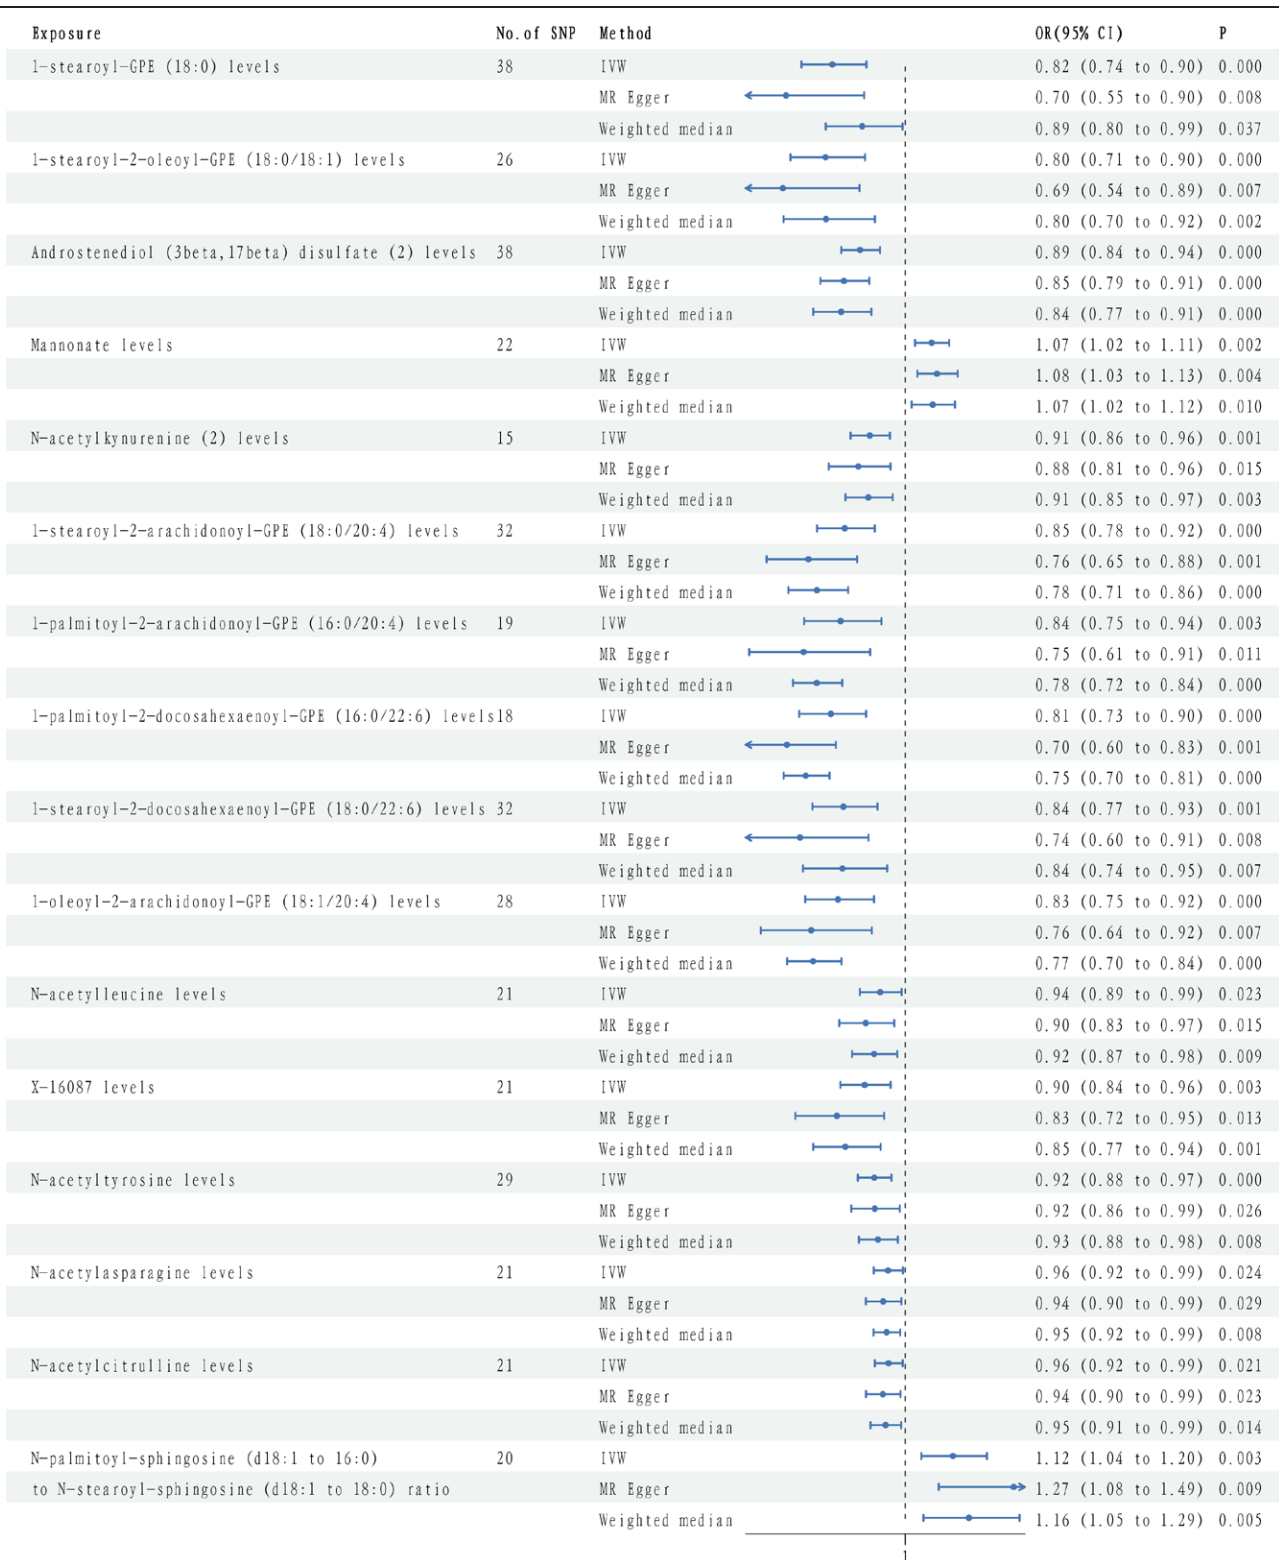 Exposure No.of SNP Method OR(95% CI) P
1-stearoyl-GPE (18:0) levels 38 IVW 0.82 (0.74 to 0.90) 0.000
MR Egger 0.70 (0.55 to 0.90) 0.008
Weighted median 0.89 (0.80 to 0.99) 0.037
1-stearoyl-2-oleoyl-GPE (18:0/18:1) levels 26 IVW 0.80 (0.71 to 0.90) 0.000
MR Egger 0.69 (0.54 to 0.89) 0.007
Weighted median 0.80 (0.70 to 0.92) 0.002
Androstenediol (3beta,17beta) disulfate (2) levels 38 IVW 0.89 (0.84 to 0.94) 0.000
MR Egger 0.85 (0.79 to 0.91) 0.000
Weighted median 0.84 (0.77 to 0.91) 0.000
Mannonate levels 22 IVW 1.07 (1.02 to 1.11) 0.002
MR Egger 1.08 (1.03 to 1.13) 0.004
Weighted median 1.07 (1.02 to 1.12) 0.010
N-acetylkynurenine (2) levels 15 IVW 0.91 (0.86 to 0.96) 0.001
MR Egger 0.88 (0.81 to 0.96) 0.015
Weighted median 0.91 (0.85 to 0.97) 0.003
1-stearoyl-2-arachidonoyl-GPE (18:0/20:4) levels 32 IVW 0.85 (0.78 to 0.92) 0.000
MR Egger 0.76 (0.65 to 0.88) 0.001
Weighted median 0.78 (0.71 to 0.86) 0.000
1-palmitoyl-2-arachidonoyl-GPE (16:0/20:4) levels 19 IVW 0.84 (0.75 to 0.94) 0.003
MR Egger 0.75 (0.61 to 0.91) 0.011
Weighted median 0.78 (0.72 to 0.84) 0.000
1-palmitoyl-2-docosahexaenoyl-GPE (16:0/22:6) levels 18 IVW 0.81 (0.73 to 0.90) 0.000
MR Egger 0.70 (0.60 to 0.83) 0.001
Weighted median 0.75 (0.70 to 0.81) 0.000
1-stearoyl-2-docosahexaenoyl-GPE (18:0/22:6) levels 32 IVW 0.84 (0.77 to 0.93) 0.001
MR Egger 0.74 (0.60 to 0.91) 0.008
Weighted median 0.84 (0.74 to 0.95) 0.007
1-oleoyl-2-arachidonoyl-GPE (18:1/20:4) levels 28 IVW 0.83 (0.75 to 0.92) 0.000
MR Egger 0.76 (0.64 to 0.92) 0.007
Weighted median 0.77 (0.70 to 0.84) 0.000
N-acetylleucine levels 21 IVW 0.94 (0.89 to 0.99) 0.023
MR Egger 0.90 (0.83 to 0.97) 0.015
Weighted median 0.92 (0.87 to 0.98) 0.009
X-16087 levels 21 IVW 0.90 (0.84 to 0.96) 0.003
MR Egger 0.83 (0.72 to 0.95) 0.013
Weighted median 0.85 (0.77 to 0.94) 0.001
N-acetyltyrosine levels 29 IVW 0.92 (0.88 to 0.97) 0.000
MR Egger 0.92 (0.86 to 0.99) 0.026
Weighted median 0.93 (0.88 to 0.98) 0.008
N-acetylasparagine levels 21 IVW 0.96 (0.92 to 0.99) 0.024
MR Egger 0.94 (0.90 to 0.99) 0.029
Weighted median 0.95 (0.92 to 0.99) 0.008
N-acetylcitrulline levels 21 IVW 0.96 (0.92 to 0.99) 0.021
MR Egger 0.94 (0.90 to 0.99) 0.023
Weighted median 0.95 (0.91 to 0.99) 0.014
N-palmitoyl-sphingosine (d18:1 to 16:0) 20 IVW 1.12 (1.04 to 1.20) 0.003
to N-stearoyl-sphingosine (d18:1 to 18:0) ratio MR Egger 1.27 (1.08 to 1.49) 0.009
Weighted median 1.16 (1.05 to 1.29) 0.005